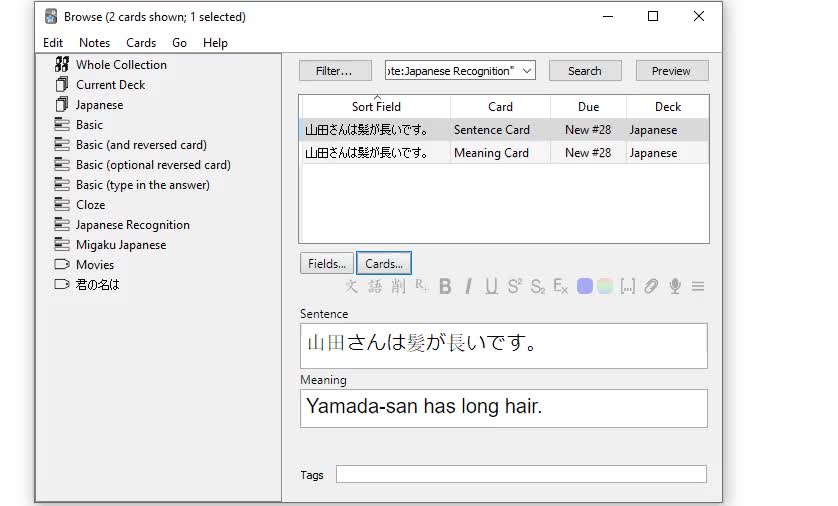 Browse (2 cards shown; 1 selected)
Edit Notes Cards Go Help
Whole Collection
Current Deck
Japanese
Basic
Basic (and reversed card)
Basic (optional reversed card)
Basic (type in the answer)
Cloze
Japanese Recognition
Migaku Japanese
Movies
君の名は
Filter... ote:Japanese Recognition" Search Preview
Sort Field Card Due Deck
山田さんは髪が長いです。 Sentence Card New #28 Japanese
山田さんは髪が長いです。 Meaning Card New #28 Japanese
Fields... Cards...
文 語 削 R+ B I U S² S₂ Ex [...]
Sentence
山田さんは髪が長いです。
Meaning
Yamada-san has long hair.
Tags